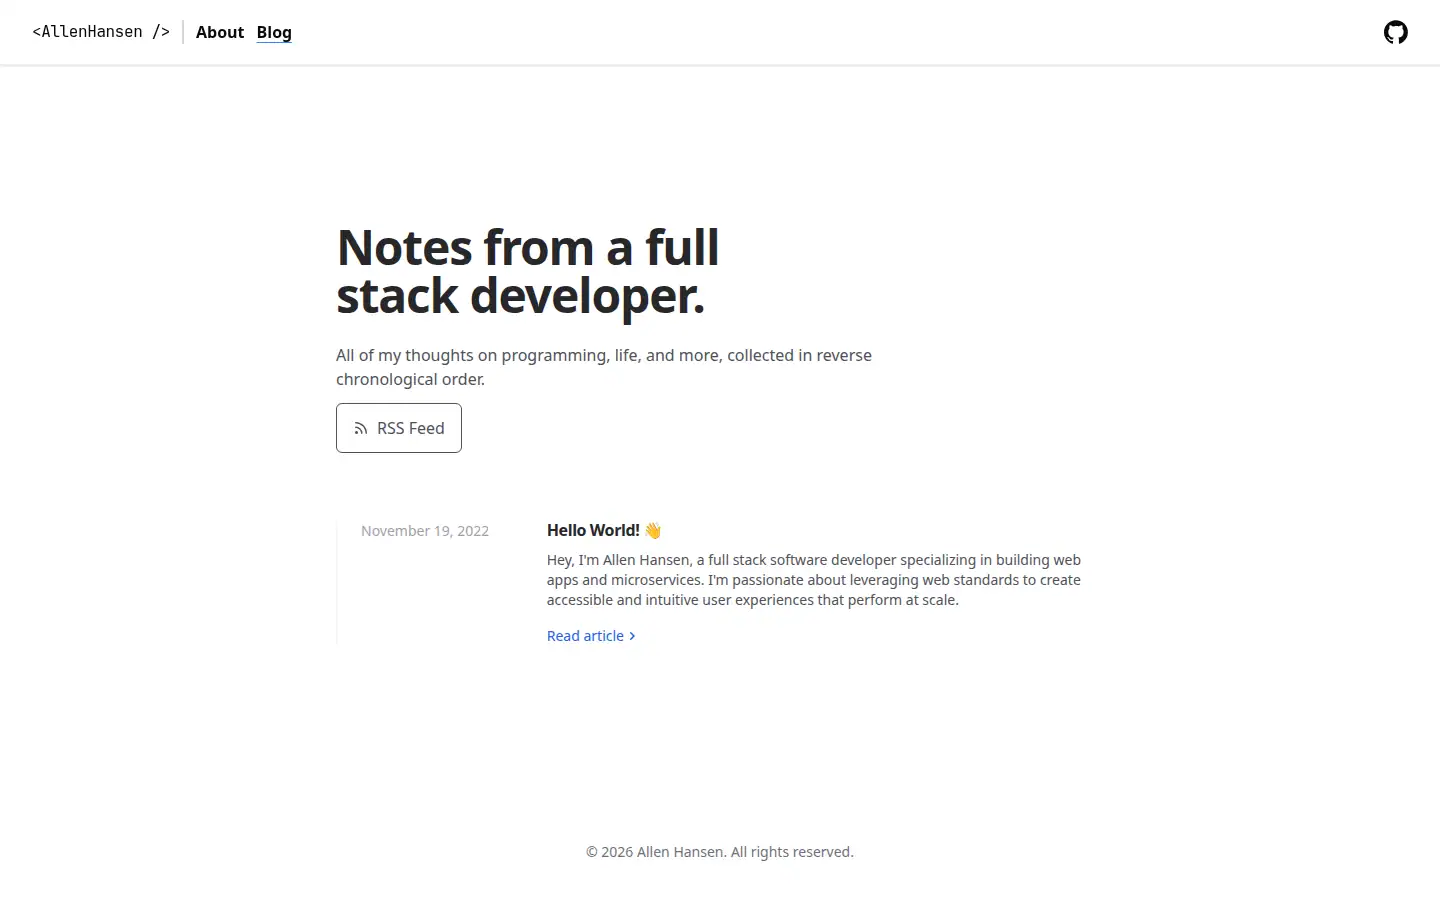 <AllenHansen />
About
Blog
Notes from a full
stack developer.
All of my thoughts on programming, life, and more, collected in reverse
chronological order.
RSS Feed
November 19, 2022
Hello World! 👋
Hey, I'm Allen Hansen, a full stack software developer specializing in building web
apps and microservices. I'm passionate about leveraging web standards to create
accessible and intuitive user experiences that perform at scale.
Read article
© 2026 Allen Hansen. All rights reserved.